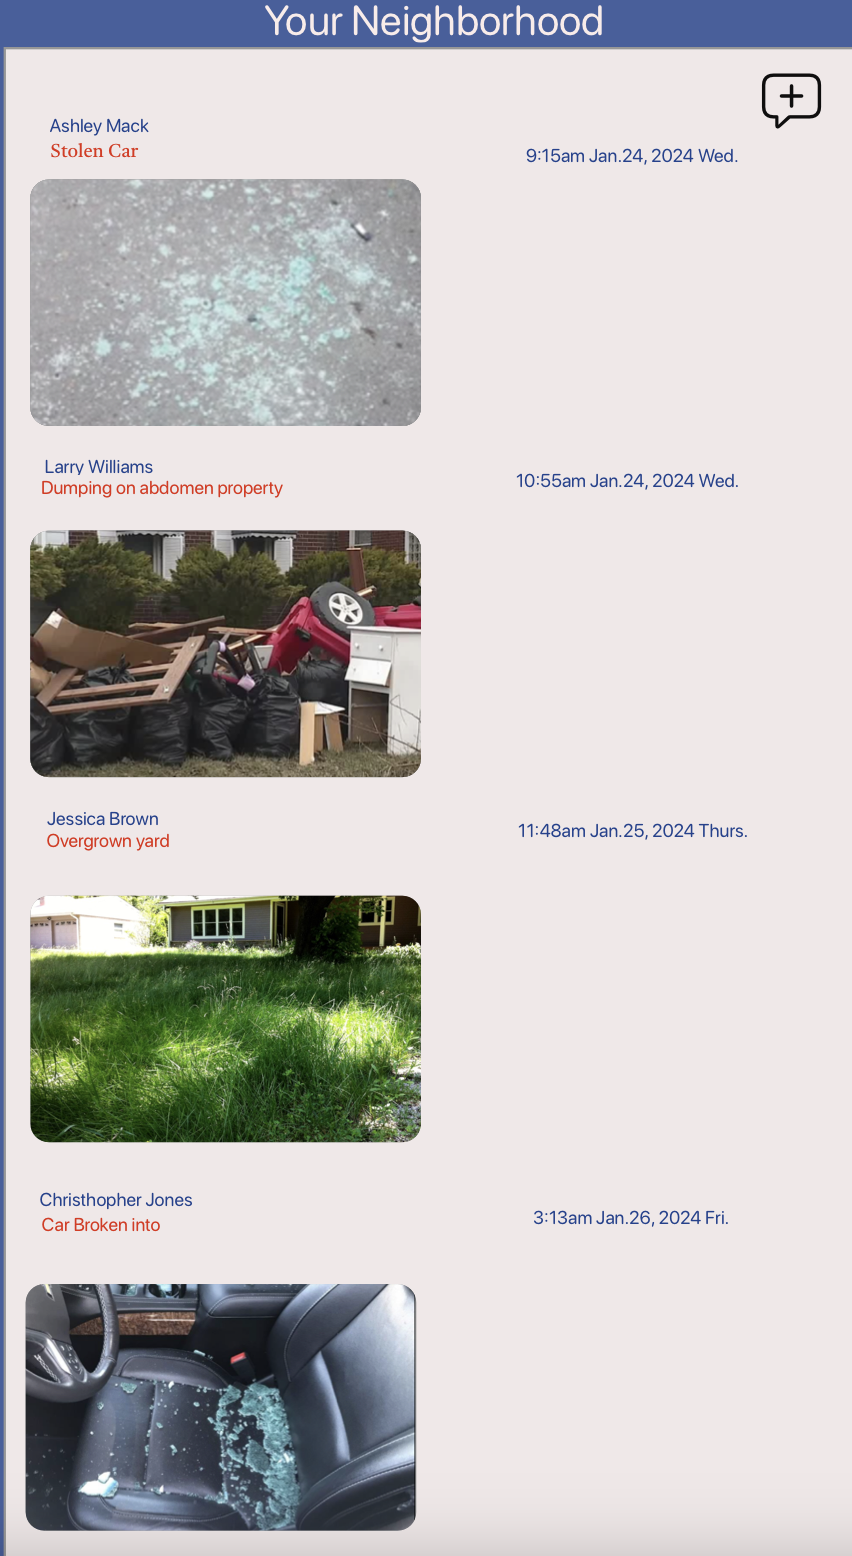 Your Neighborhood
Ashley Mack
Stolen Car
9:15am Jan.24, 2024 Wed.
Larry Williams
Dumping on abdomen property
10:55am Jan.24, 2024 Wed.
Jessica Brown
Overgrown yard
11:48am Jan.25, 2024 Thurs.
Christhopher Jones
Car Broken into
3:13am Jan.26, 2024 Fri.